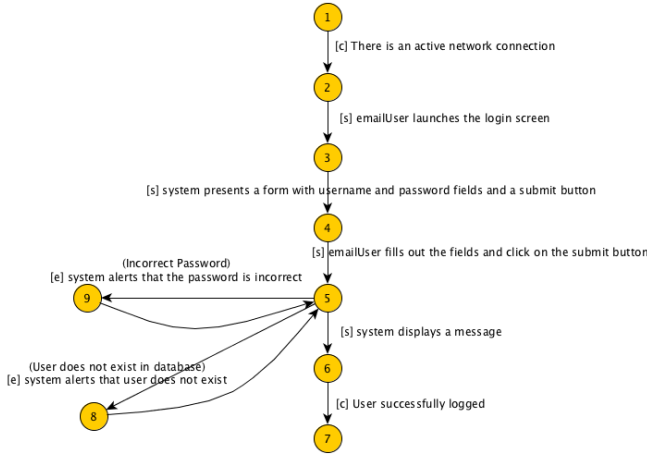 1
[c] There is an active network connection
2
[s] emailUser launches the login screen
3
[s] system presents a form with username and password fields and a submit button
4
[s] emailUser fills out the fields and click on the submit button
(Incorrect Password)
[e] system alerts that the password is incorrect
9
5
[s] system displays a message
(User does not exist in database)
[e] system alerts that user does not exist
6
8
[c] User successfully logged
7